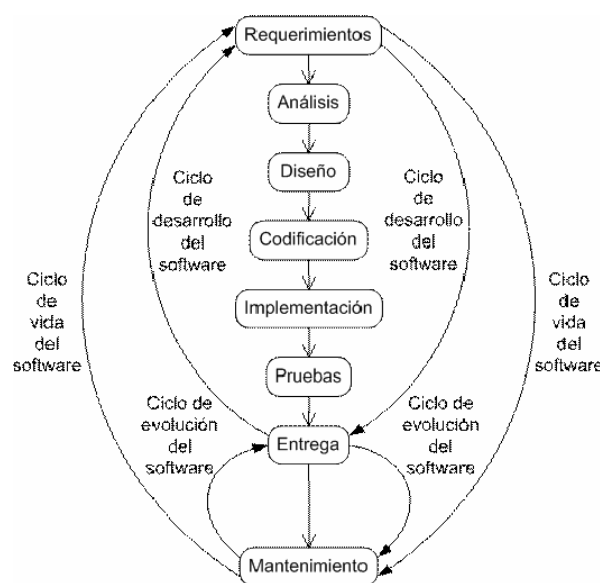 Requerimientos
Análisis
Diseño
Ciclo
de
desarrollo
del
software
Ciclo
de
desarrollo
del
software
Codificación
Ciclo
de
vida
del
software
Ciclo
de
vida
del
software
Implementación
Pruebas
Ciclo de
evolución
del
software
Ciclo de
evolución
del
software
Entrega
Mantenimiento